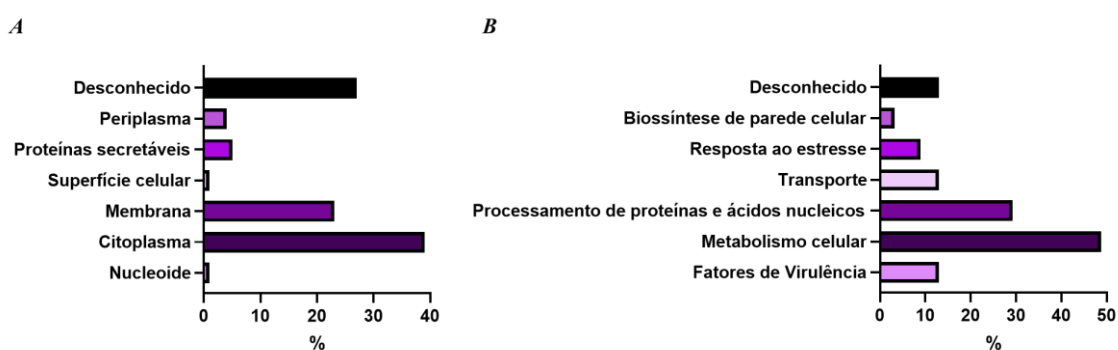 A
B
Desconhecido
Periplasma
Proteínas secretáveis
Superfície celular
Membrana
Citoplasma
Nucleoide
0 10 20 30 40
%
Desconhecido
Biossíntese de parede celular
Resposta ao estresse
Transporte
Processamento de proteínas e ácidos nucleicos
Metabolismo celular
Fatores de Virulência
0 10 20 30 40 50
%